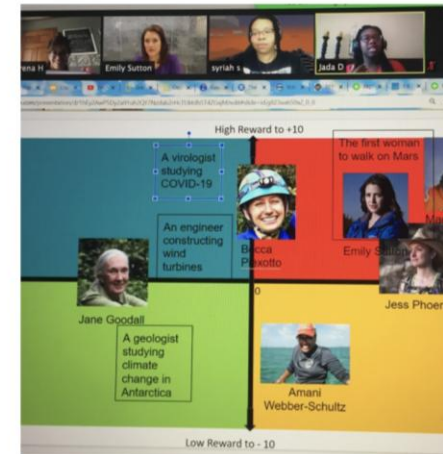 ena H
Emily Sutton
syriah s
Jada D
High Reward to +10
A virologist
studying
COVID-19
The first woman
to walk on Mars
An engineer
constructing
wind
turbines
Becca
Peixotto
Emily Sutton
Ma
0
Jane Goodall
Jess Phoen
A geologist
studying
climate
change in
Antarctica
Amani
Webber-Schultz
Low Reward to - 10